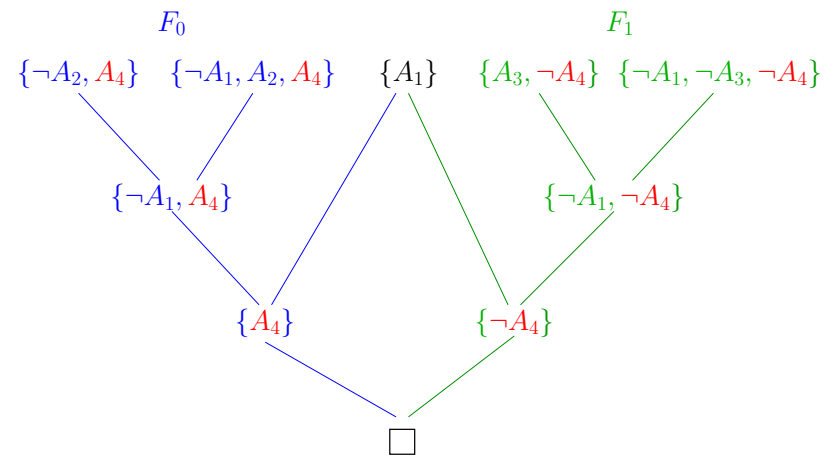 F₀ F₁
{¬A₂, A₄} {¬A₁, A₂, A₄} {A₁} {A₃, ¬A₄} {¬A₁, ¬A₃, ¬A₄}
{¬A₁, A₄} {¬A₁, ¬A₄}
{A₄} {¬A₄}
□